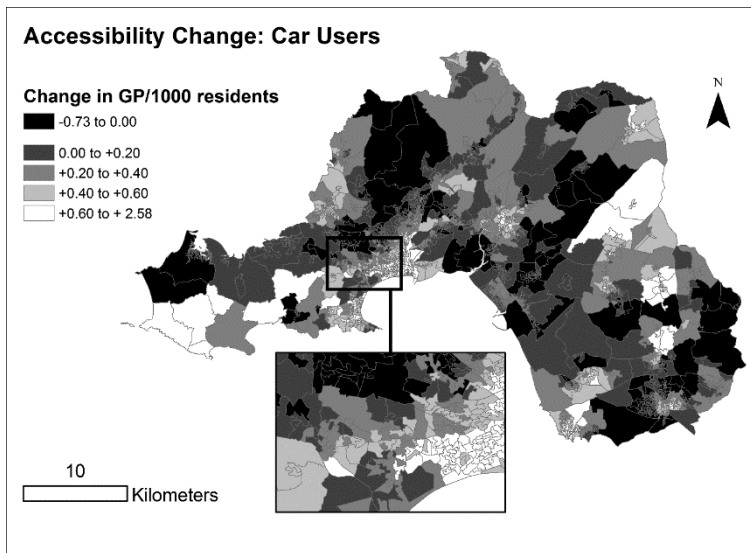 Accessibility Change: Car Users
Change in GP/1000 residents
-0.73 to 0.00
0.00 to +0.20
+0.20 to +0.40
+0.40 to +0.60
+0.60 to + 2.58
N
10
Kilometers